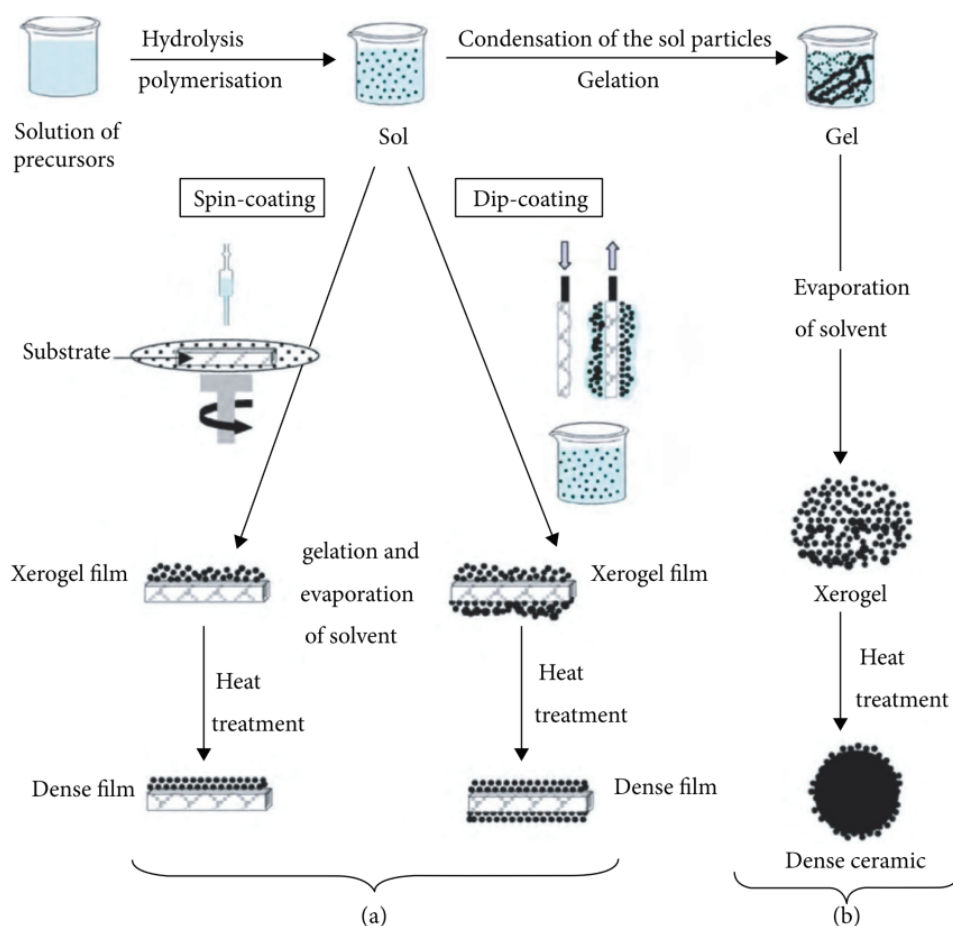 Hydrolysis
polymerisation
Condensation of the sol particles
Gelation
Solution of
precursors
Sol
Gel
Spin-coating
Dip-coating
Substrate
Evaporation
of solvent
Xerogel film
gelation and
evaporation
of solvent
Xerogel film
Xerogel
Heat
treatment
Heat
treatment
Heat
treatment
Dense film
Dense film
Dense ceramic
(a)
(b)